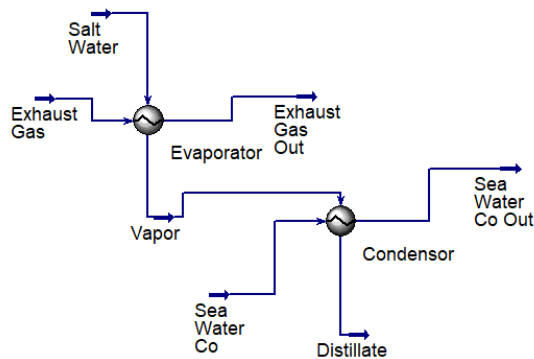 Salt
Water
Exhaust
Gas
Exhaust
Gas
Out
Evaporator
Sea
Water
Co Out
Vapor
Condensor
Sea
Water
Co
Distillate